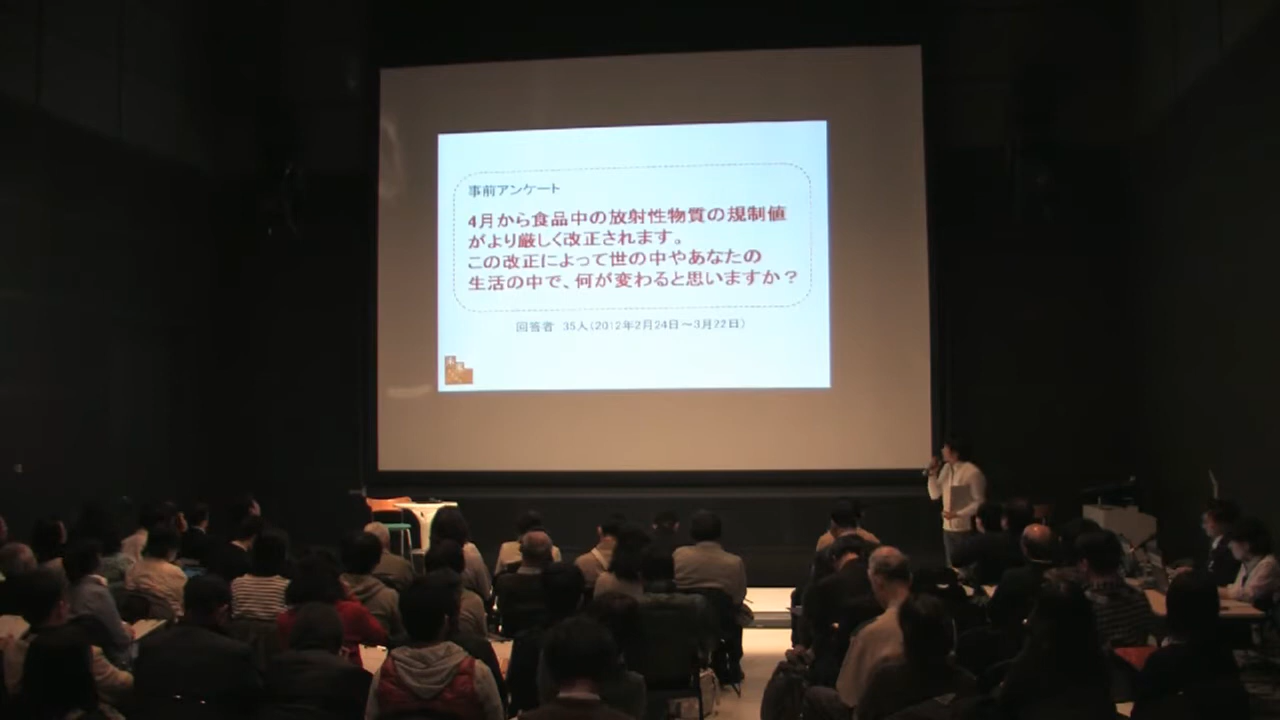 事前アンケート
4月から食品中の放射性物質の規制値
がより厳しく改正されます。
この改正によって世の中やあなたの
生活の中で、何が変わると思いますか？
回答者 35人(2012年2月24日～3月22日)